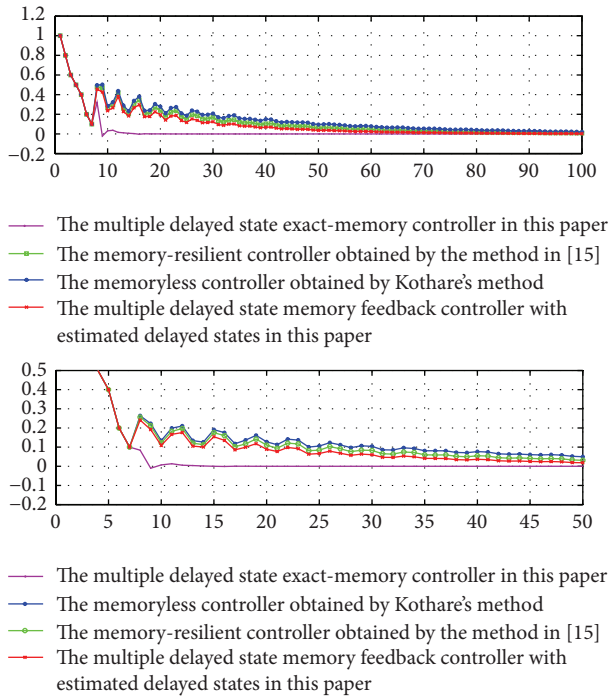 1.2
1
0.8
0.6
0.4
0.2
0
−0.2
0 10 20 30 40 50 60 70 80 90 100
The multiple delayed state exact-memory controller in this paper
The memory-resilient controller obtained by the method in [15]
The memoryless controller obtained by Kothare's method
The multiple delayed state memory feedback controller with
estimated delayed states in this paper
0.5
0.4
0.3
0.2
0.1
0
−0.1
−0.2
0 5 10 15 20 25 30 35 40 45 50
The multiple delayed state exact-memory controller in this paper
The memoryless controller obtained by Kothare's method
The memory-resilient controller obtained by the method in [15]
The multiple delayed state memory feedback controller with
estimated delayed states in this paper